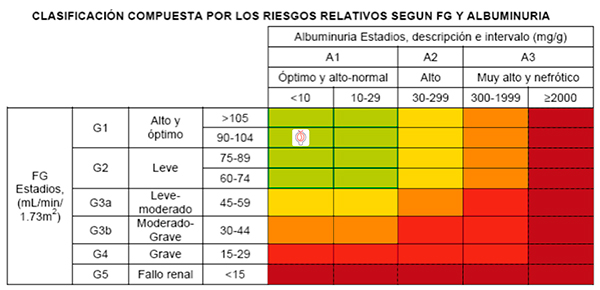 CLASIFICACIÓN COMPUESTA POR LOS RIESGOS RELATIVOS SEGUN FG Y ALBUMINURIA
Albuminuria Estadios, descripción e intervalo (mg/g)
A1 A2 A3
Óptimo y alto-normal Alto Muy alto y nefrótico
<10 10-29 30-299 300-1999 ≥2000
FG
Estadios,
(mL/min/
1.73m²)
G1 Alto y
óptimo
>105
90-104
G2 Leve 75-89
60-74
G3a Leve-
moderado
45-59
G3b Moderado-
Grave
30-44
G4 Grave 15-29
G5 Fallo renal <15